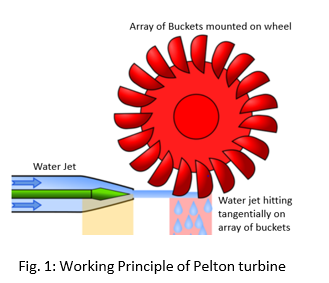 Array of Buckets mounted on wheel
Water Jet
Water jet hitting
tangentially on
array of buckets
Fig. 1: Working Principle of Pelton turbine